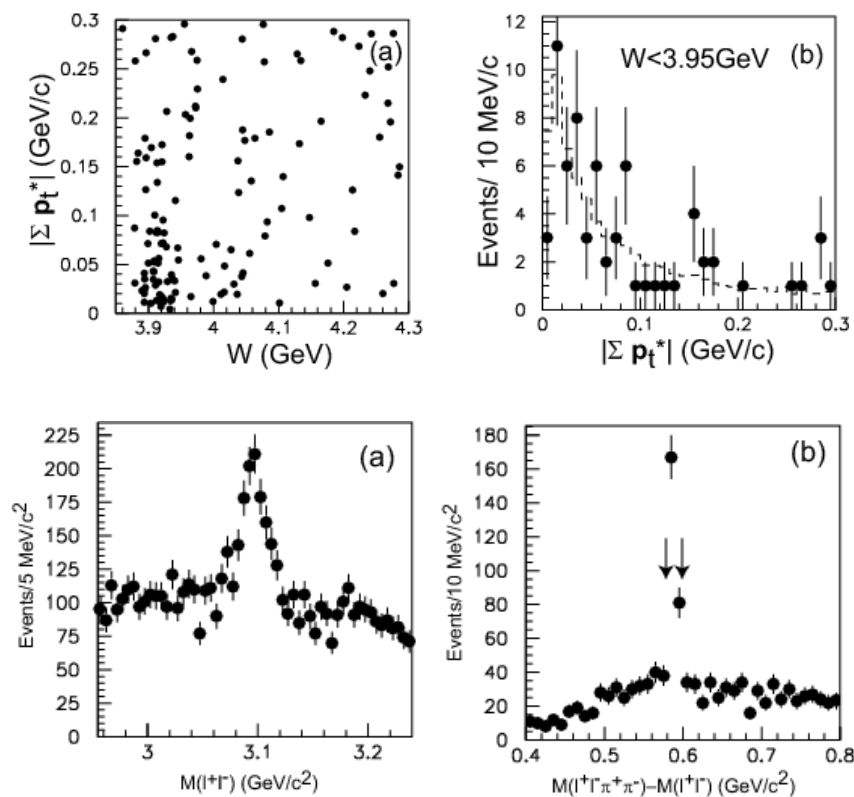 0.3
0.25
0.2
0.15
0.1
0.05
0
|Σ pt*| (GeV/c)
(a)
3.9 4 4.1 4.2 4.3
W (GeV)
12
10
8
6
4
2
0
Events/ 10 MeV/c
W<3.95GeV (b)
0 0.1 0.2 0.3
|Σ pt*| (GeV/c)
225
200
175
150
125
100
75
50
25
0
Events/5 MeV/c²
(a)
3 3.1 3.2
M(l⁺l⁻) (GeV/c²)
180
160
140
120
100
80
60
40
20
0
Events/10 MeV/c²
(b)
0.4 0.5 0.6 0.7 0.8
M(l⁺l⁻π⁺π⁻)–M(l⁺l⁻) (GeV/c²)